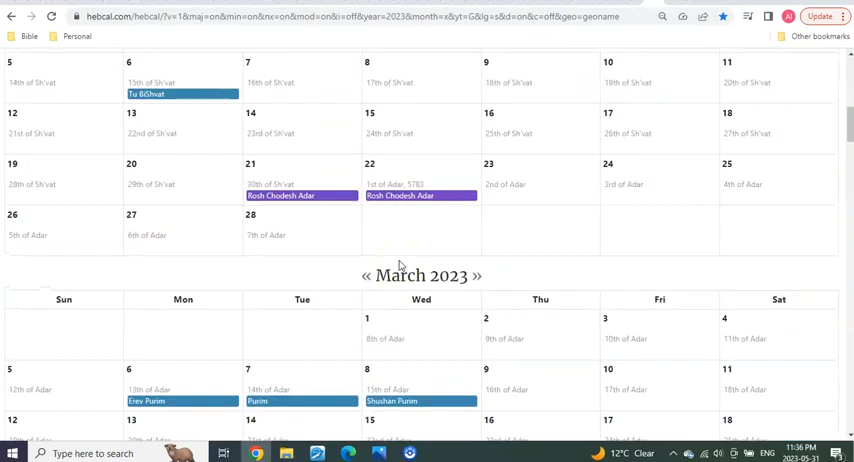 hebcal.com/hebcal/?v=1&maj=on&min=on&nx=on&mod=on&i=off&year=2023&month=x&yt=G&lg=s&d=on&c=off&geo=geoname
AI
Update
Bible Personal Other bookmarks
5 6 7 8 9 10 11
14th of Sh'vat 15th of Sh'vat 16th of Sh'vat 17th of Sh'vat 18th of Sh'vat 19th of Sh'vat 20th of Sh'vat
Tu BiShvat
12 13 14 15 16 17 18
21st of Sh'vat 22nd of Sh'vat 23rd of Sh'vat 24th of Sh'vat 25th of Sh'vat 26th of Sh'vat 27th of Sh'vat
19 20 21 22 23 24 25
28th of Sh'vat 29th of Sh'vat 30th of Sh'vat 1st of Adar, 5783 2nd of Adar 3rd of Adar 4th of Adar
Rosh Chodesh Adar Rosh Chodesh Adar
26 27 28
5th of Adar 6th of Adar 7th of Adar
« March 2023 »
Sun Mon Tue Wed Thu Fri Sat
1 2 3 4
8th of Adar 9th of Adar 10th of Adar 11th of Adar
5 6 7 8 9 10 11
12th of Adar 13th of Adar 14th of Adar 15th of Adar 16th of Adar 17th of Adar 18th of Adar
Erev Purim Purim Shushan Purim
12 13 14 15 16 17 18
Type here to search
12°C Clear
ENG
11:36 PM
2023-05-31
3